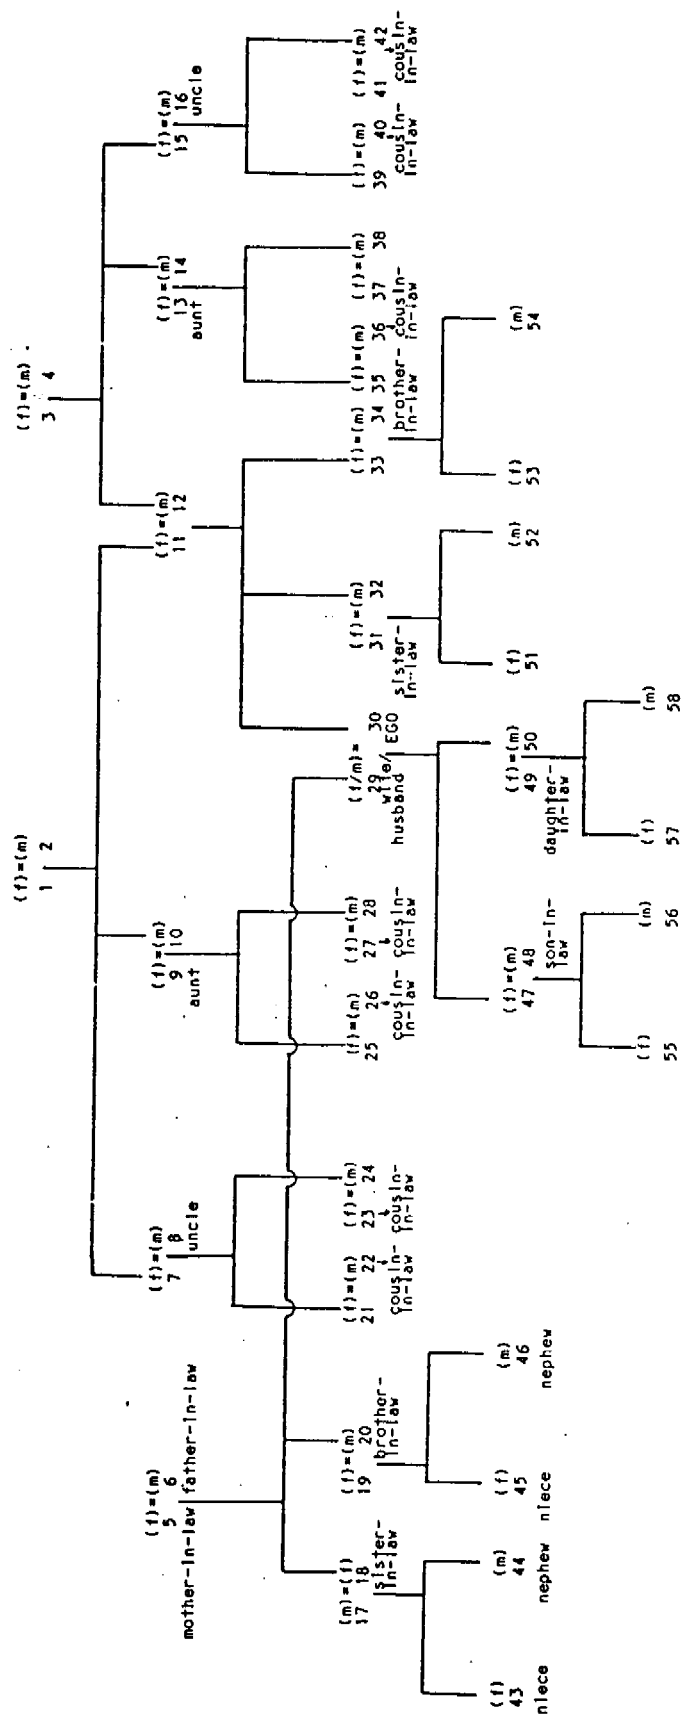 (f)=(m)
1 2
(f)=(m)
3 4
(f)=(m)
5 6
mother-in-law father-in-law
(f)=(m)
7 8
uncle
(f)=(m)
9 10
aunt
(f)=(m)
11 12
(f)=(m)
13 14
aunt
(f)=(m)
15 16
uncle
(m)=(f)
17 18
sister-
in-law
(f)=(m)
19 20
brother-
in-law
(f)=(m)
21 22
cousin-
in-law
(f)=(m)
23 24
cousin-
in-law
(f)=(m)
25 26
cousin-
in-law
(f)=(m)
27 28
cousin-
in-law
(f/m)=
29 30
wife/ EGO
husband
(f)=(m)
31 32
sister-
in-law
(f)=(m)
33 34
brother-
in-law
(f)=(m)
35 36
cousin-
in-law
(f)=(m)
37 38
(f)=(m)
39 40
cousin-
in-law
(f)=(m)
41 42
cousin-
in-law
(f)
43
niece
(m)
44
nephew
(f)
45
niece
(m)
46
nephew
(f)=(m)
47 48
son-in-
law
(f)=(m)
49 50
daughter-
in-law
(f)
51
(m)
52
(f)
53
(m)
54
(f)
55
(m)
56
(f)
57
(m)
58